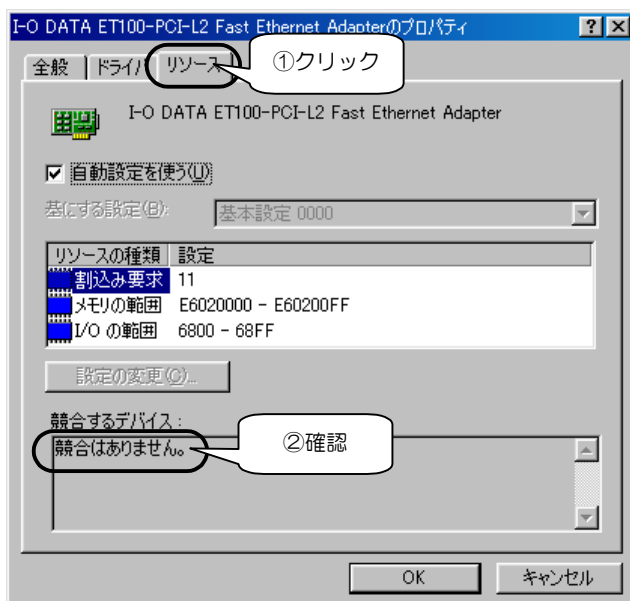 I-O DATA ET100-PCI-L2 Fast Ethernet Adapterのプロパティ
全般 ドライバ リソース
①クリック
I-O DATA ET100-PCI-L2 Fast Ethernet Adapter
自動設定を使う(U)
基にする設定(B): 基本設定 0000
リソースの種類 設定
割込み要求 11
メモリの範囲 E6020000 - E60200FF
I/O の範囲 6800 - 68FF
設定の変更(C)...
競合するデバイス :
競合はありません。
②確認
OK キャンセル